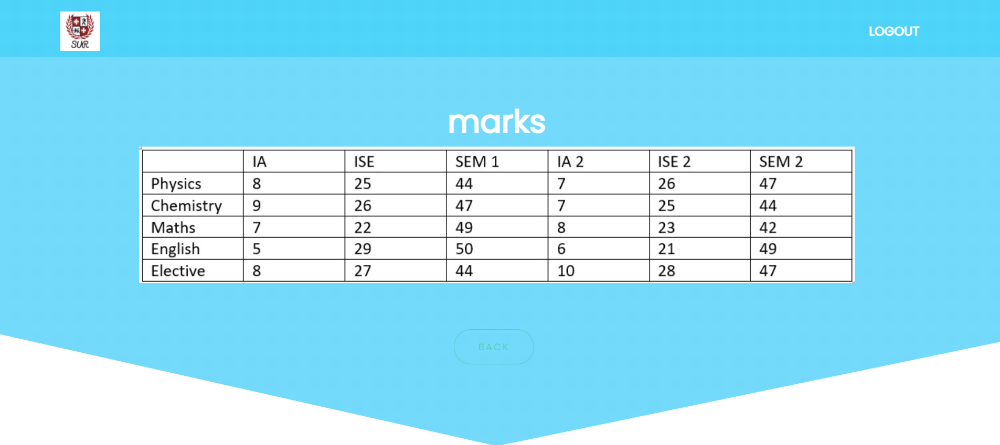 SUR
LOGOUT
marks
IA ISE SEM 1 IA 2 ISE 2 SEM 2
Physics 8 25 44 7 26 47
Chemistry 9 26 47 7 25 44
Maths 7 22 49 8 23 42
English 5 29 50 6 21 49
Elective 8 27 44 10 28 47
BACK